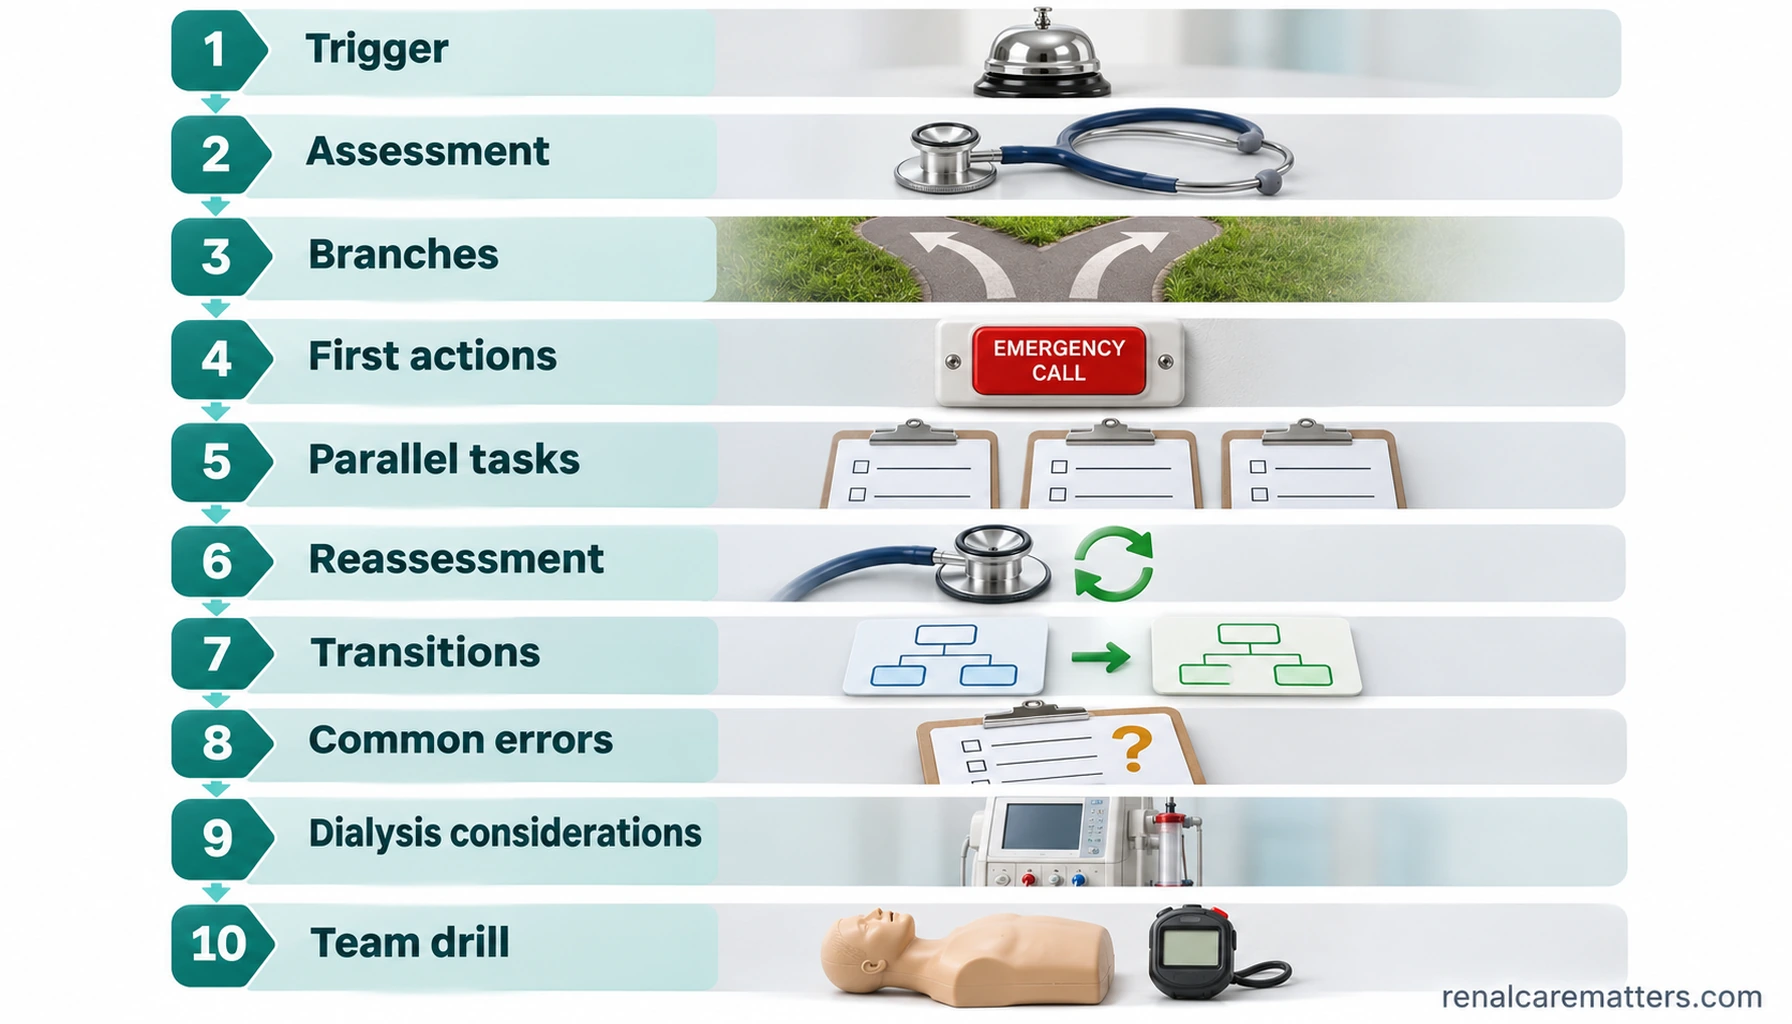 1 Trigger
2 Assessment
3 Branches
4 First actions
EMERGENCY
CALL
5 Parallel tasks
6 Reassessment
7 Transitions
8 Common errors
?
9 Dialysis considerations
10 Team drill
renalcarematters.com